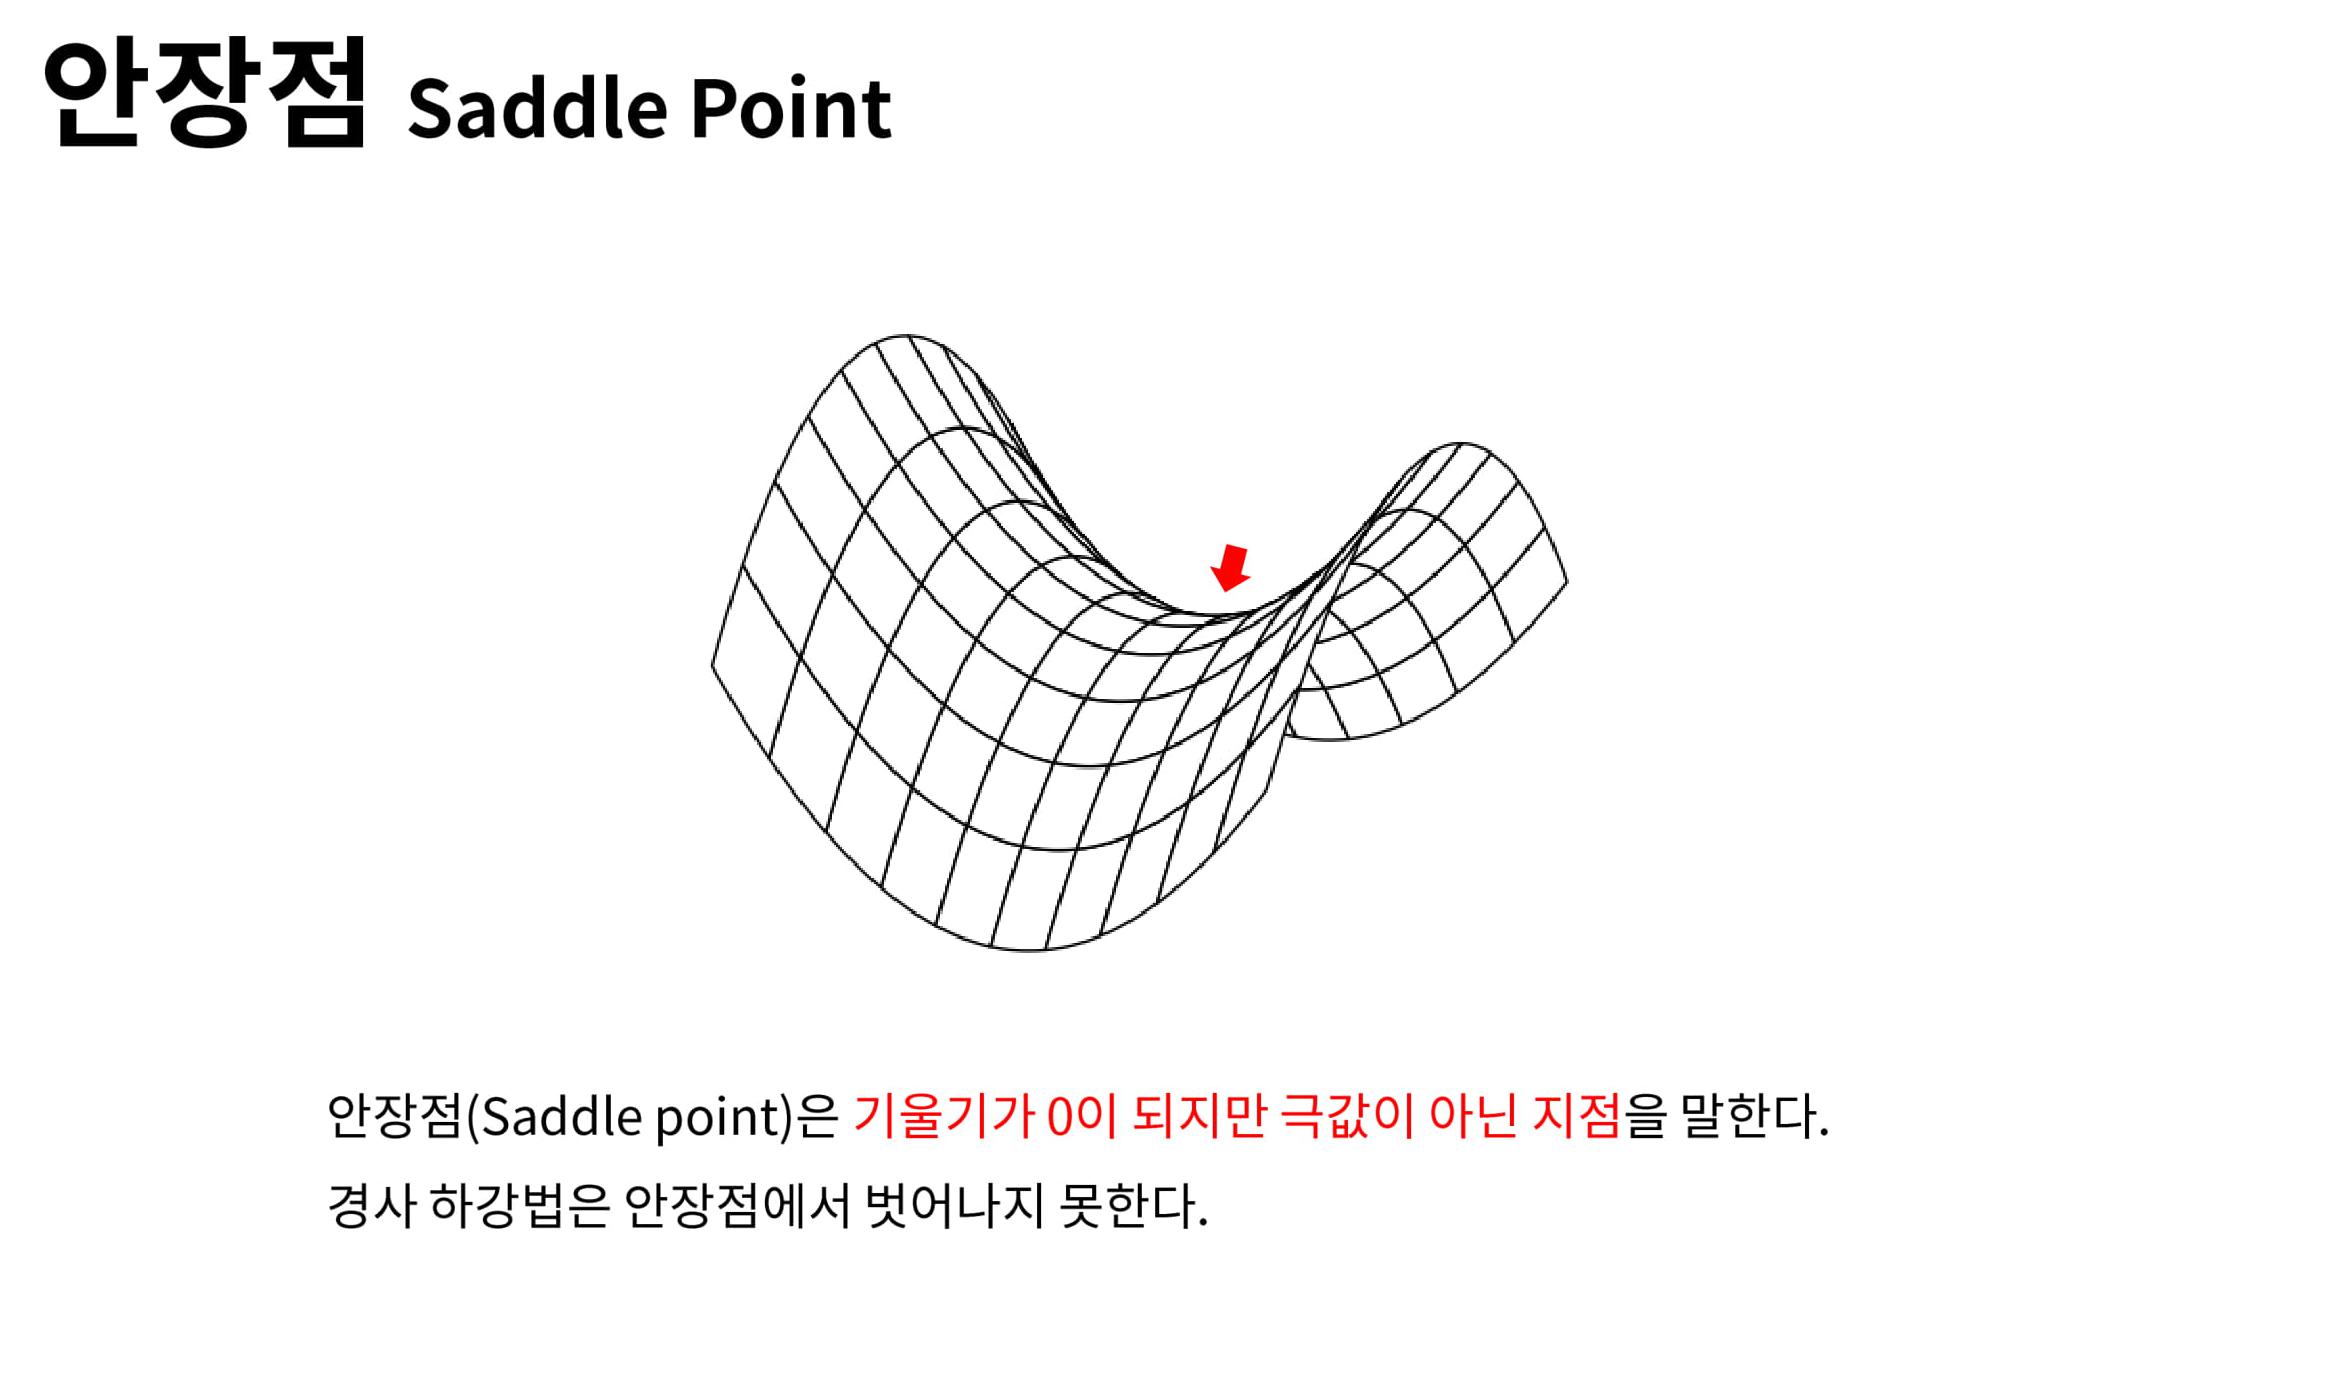 안장점 Saddle Point
안장점(Saddle point)은 기울기가 0이 되지만 극값이 아닌 지점을 말한다.
경사 하강법은 안장점에서 벗어나지 못한다.